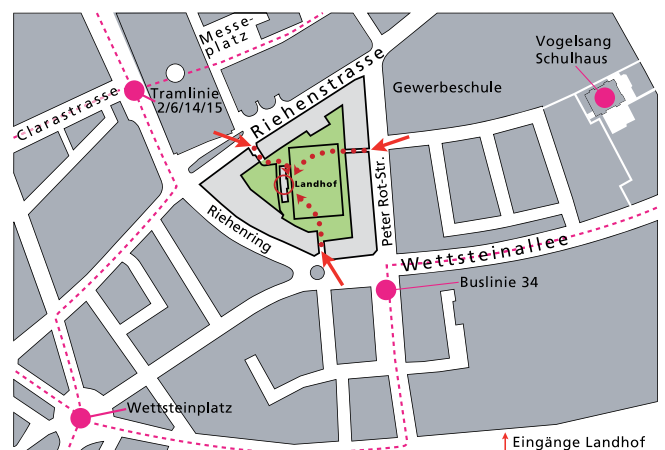 Messe-
platz
Vogelsang
Schulhaus
Tramlinie
2/6/14/15
Clarastrasse
Riehenstrasse
Gewerbeschule
Landhof
Peter Rot-Str.
Riehenring
Wettsteinallee
Buslinie 34
Wettsteinplatz
Eingänge Landhof